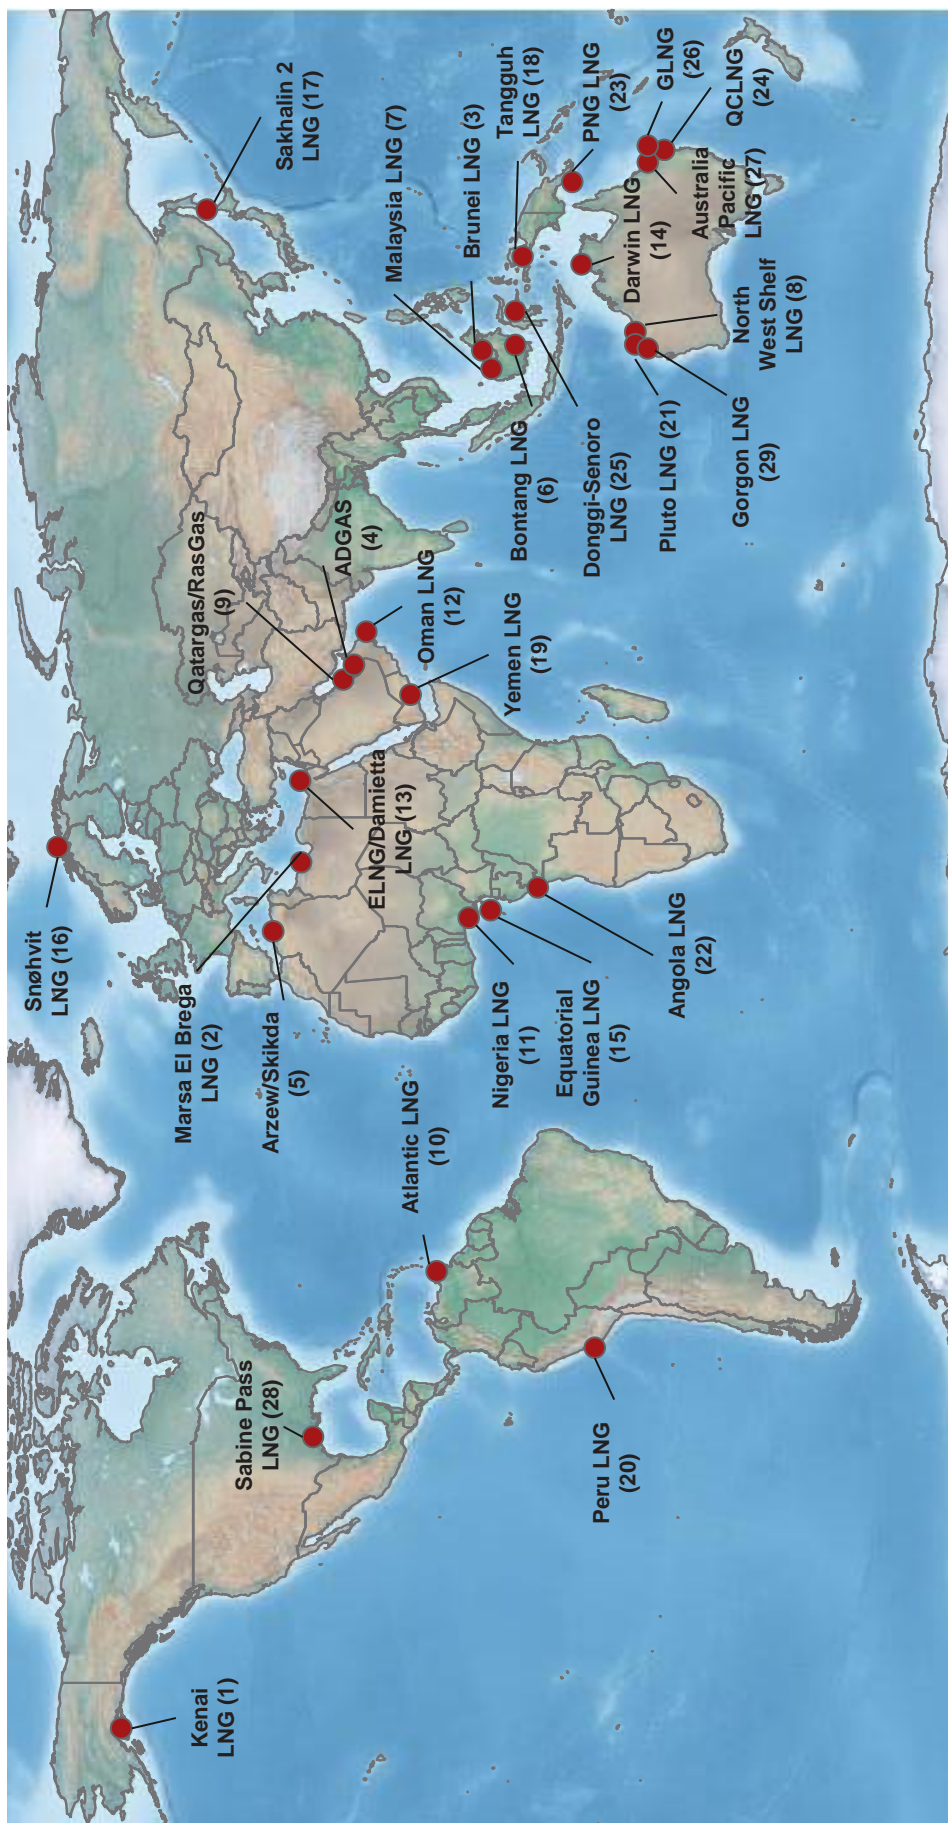 Kenai
LNG (1)
Sabine Pass
LNG (28)
Peru LNG
(20)
Atlantic LNG
(10)
Snøhvit
LNG (16)
Marsa El Brega
LNG (2)
Arzew/Skikda
(5)
ELNG/Damietta
LNG (13)
Nigeria LNG
(11)
Equatorial
Guinea LNG
(15)
Angola LNG
(22)
Qatargas/RasGas
(9)
ADGAS
(4)
Oman LNG
(12)
Yemen LNG
(19)
Sakhalin 2
LNG (17)
Malaysia LNG (7)
Brunei LNG (3)
Tangguh
LNG (18)
PNG LNG
(23)
Bontang LNG
(6)
Donggi-Senoro
LNG (25)
Pluto LNG (21)
Gorgon LNG
(29)
North
West Shelf
LNG (8)
Darwin LNG
(14)
Australia
Pacific
LNG (27)
GLNG
(26)
QCLNG
(24)